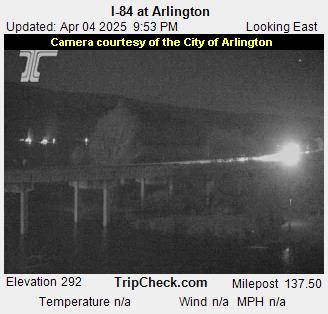 I-84 at Arlington
Updated: Apr 04 2025 9:53 PM Looking East
Camera courtesy of the City of Arlington
Elevation 292 TripCheck.com Milepost 137.50
Temperature n/a Wind n/a MPH n/a